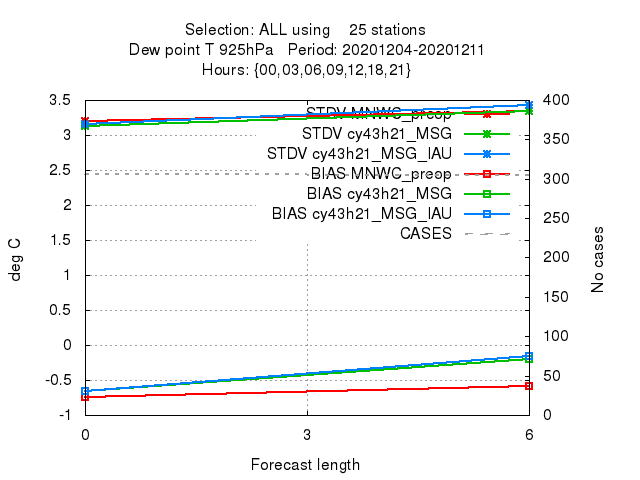 Selection: ALL using 25 stations
Dew point T 925hPa Period: 20201204-20201211
Hours: {00,03,06,09,12,18,21}
STDV MNWC_preop
STDV cy43h21_MSG
STDV cy43h21_MSG_IAU
BIAS MNWC_preop
BIAS cy43h21_MSG
BIAS cy43h21_MSG_IAU
CASES
3.5
3
2.5
2
1.5
1
0.5
0
-0.5
-1
deg C
400
350
300
250
200
150
100
50
0
No cases
0 3 6
Forecast length